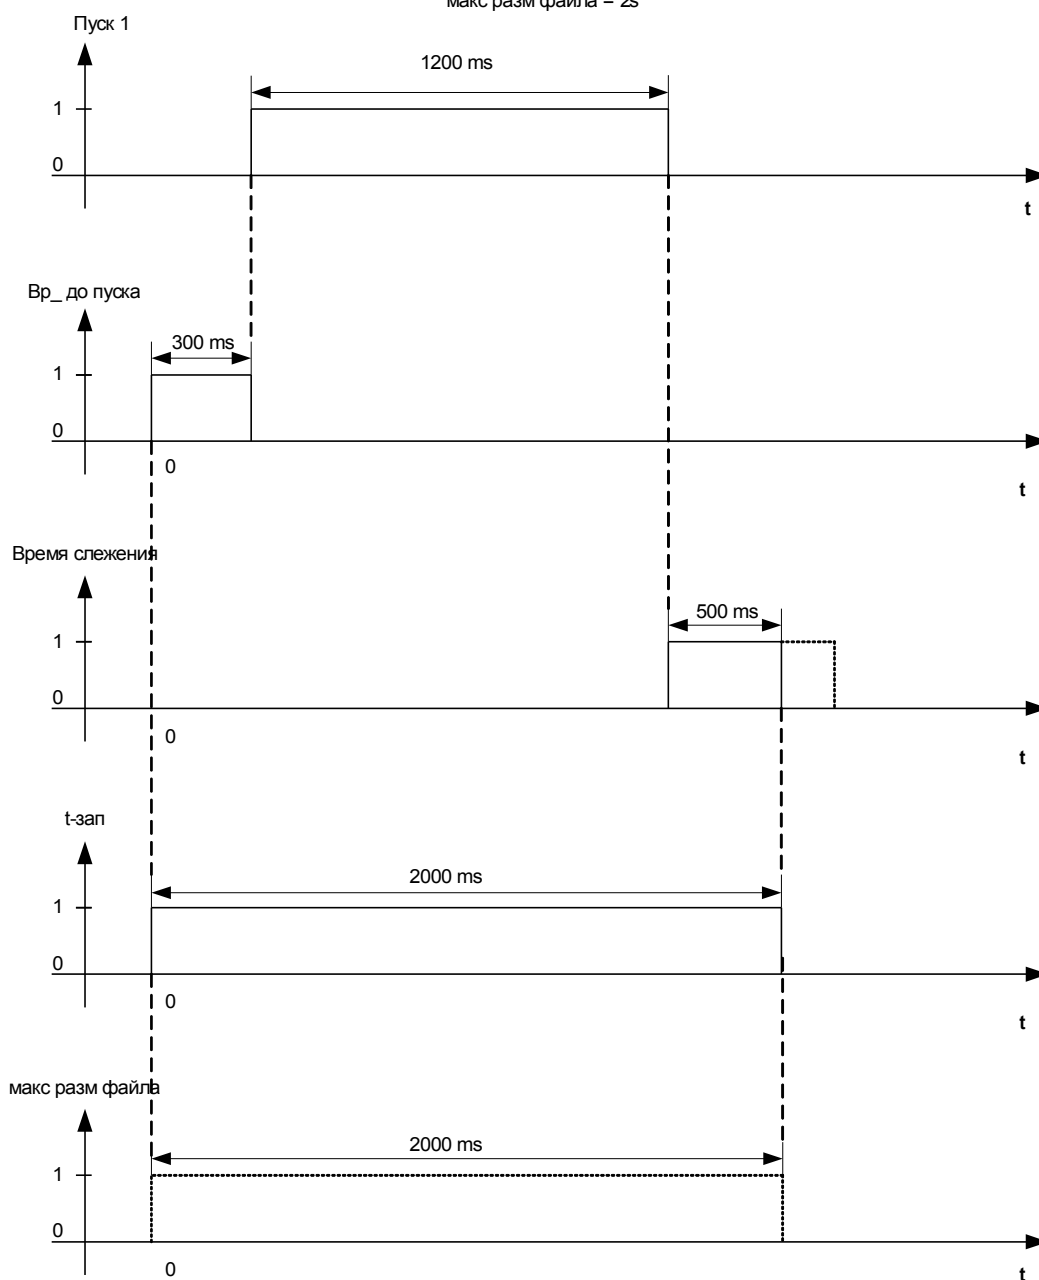 макс разм файла = 2s
Пуск 1
1200 ms
1
0
t
Вр_ до пуска
300 ms
1
0
0
t
Время слежения
500 ms
1
0
0
t
t-зап
2000 ms
1
0
0
t
макс разм файла
2000 ms
1
0
0
t